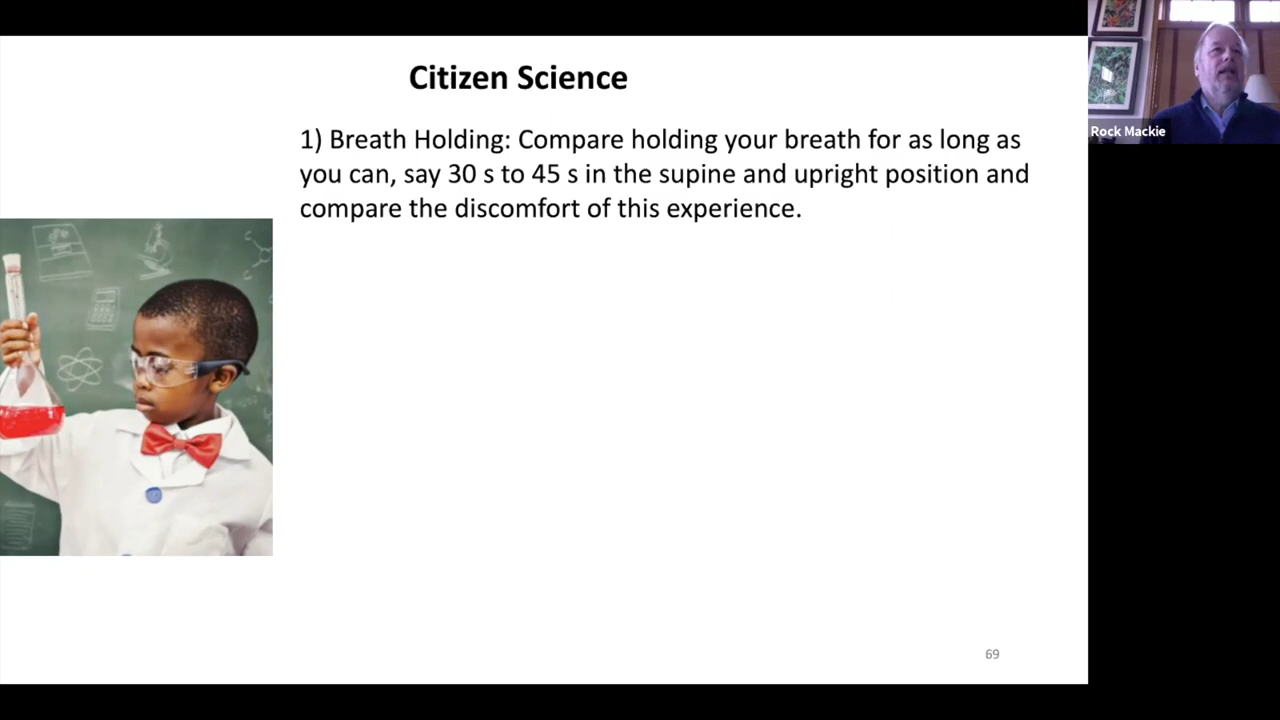 Citizen Science
1) Breath Holding: Compare holding your breath for as long as
you can, say 30 s to 45 s in the supine and upright position and
compare the discomfort of this experience.
Rock Mackie
69